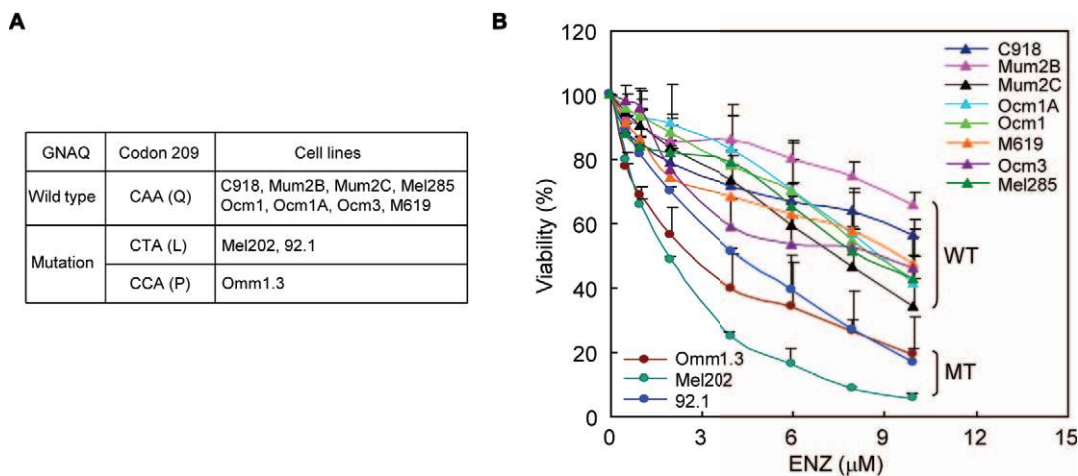 A
GNAQ Codon 209 Cell lines
Wild type CAA (Q) C918, Mum2B, Mum2C, Mel285
Ocm1, Ocm1A, Ocm3, M619
Mutation CTA (L) Mel202, 92.1
CCA (P) Omm1.3
B
C918
Mum2B
Mum2C
Ocm1A
Ocm1
M619
Ocm3
Mel285
120
100
80
60
40
20
0
Viability (%)
WT
MT
Omm1.3
Mel202
92.1
0 3 6 9 12 15
ENZ (μM)